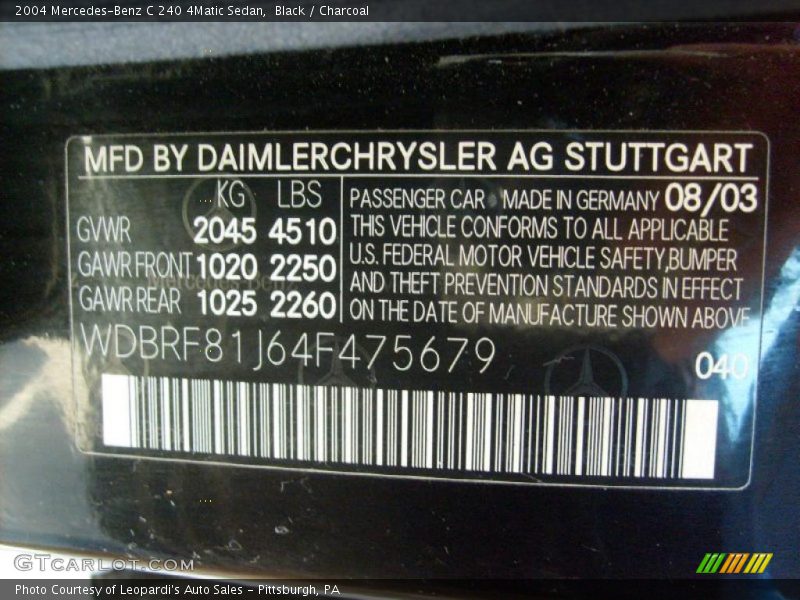 2004 Mercedes-Benz C 240 4Matic Sedan,  Black / Charcoal
MFD BY DAIMLERCHRYSLER AG STUTTGART
KG LBS
GVWR 2045 4510
GAWR FRONT 1020 2250
GAWR REAR 1025 2260
PASSENGER CAR MADE IN GERMANY 08/03
THIS VEHICLE CONFORMS TO ALL APPLICABLE
U.S. FEDERAL MOTOR VEHICLE SAFETY,BUMPER
AND THEFT PREVENTION STANDARDS IN EFFECT
ON THE DATE OF MANUFACTURE SHOWN ABOVE
WDBRF81J64F475679
040
GTcarlot.com
Photo Courtesy of Leopardi's Auto Sales - Pittsburgh, PA